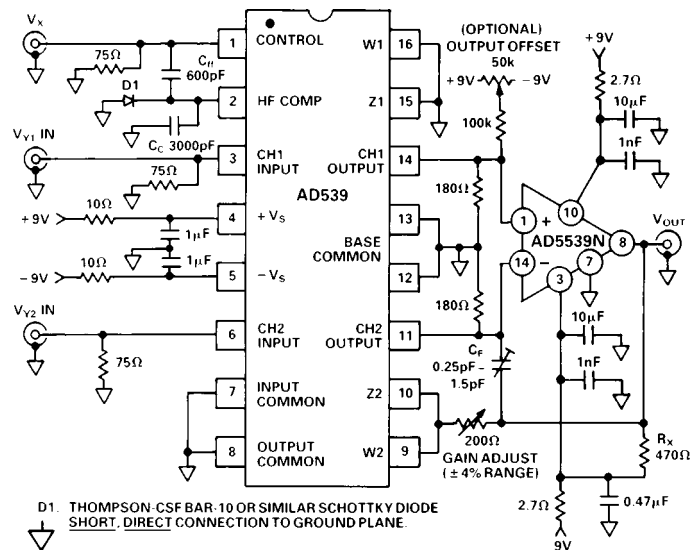 VX
75Ω
Cff
600pF
D1
CC 3000pF
VY1 IN
75Ω
+9V
10Ω
1μF
1μF
-9V
10Ω
VY2 IN
75Ω
1
CONTROL
2
HF COMP
3
CH1
INPUT
4
+VS
5
-VS
6
CH2
INPUT
7
INPUT
COMMON
8
OUTPUT
COMMON
AD539
W1
16
Z1
15
CH1
OUTPUT
14
13
BASE
COMMON
12
CH2
OUTPUT
11
Z2
10
W2
9
(OPTIONAL)
OUTPUT OFFSET
50k
+9V
-9V
100k
180Ω
180Ω
CF
0.25pF –
1.5pF
200Ω
GAIN ADJUST
(±4% RANGE)
+9V
2.7Ω
10μF
1nF
1
+
10
AD5539N
8
14
–
3
7
VOUT
10μF
1nF
RX
470Ω
2.7Ω
0.47μF
9V
D1. THOMPSON-CSF BAR-10 OR SIMILAR SCHOTTKY DIODE
SHORT, DIRECT CONNECTION TO GROUND PLANE.